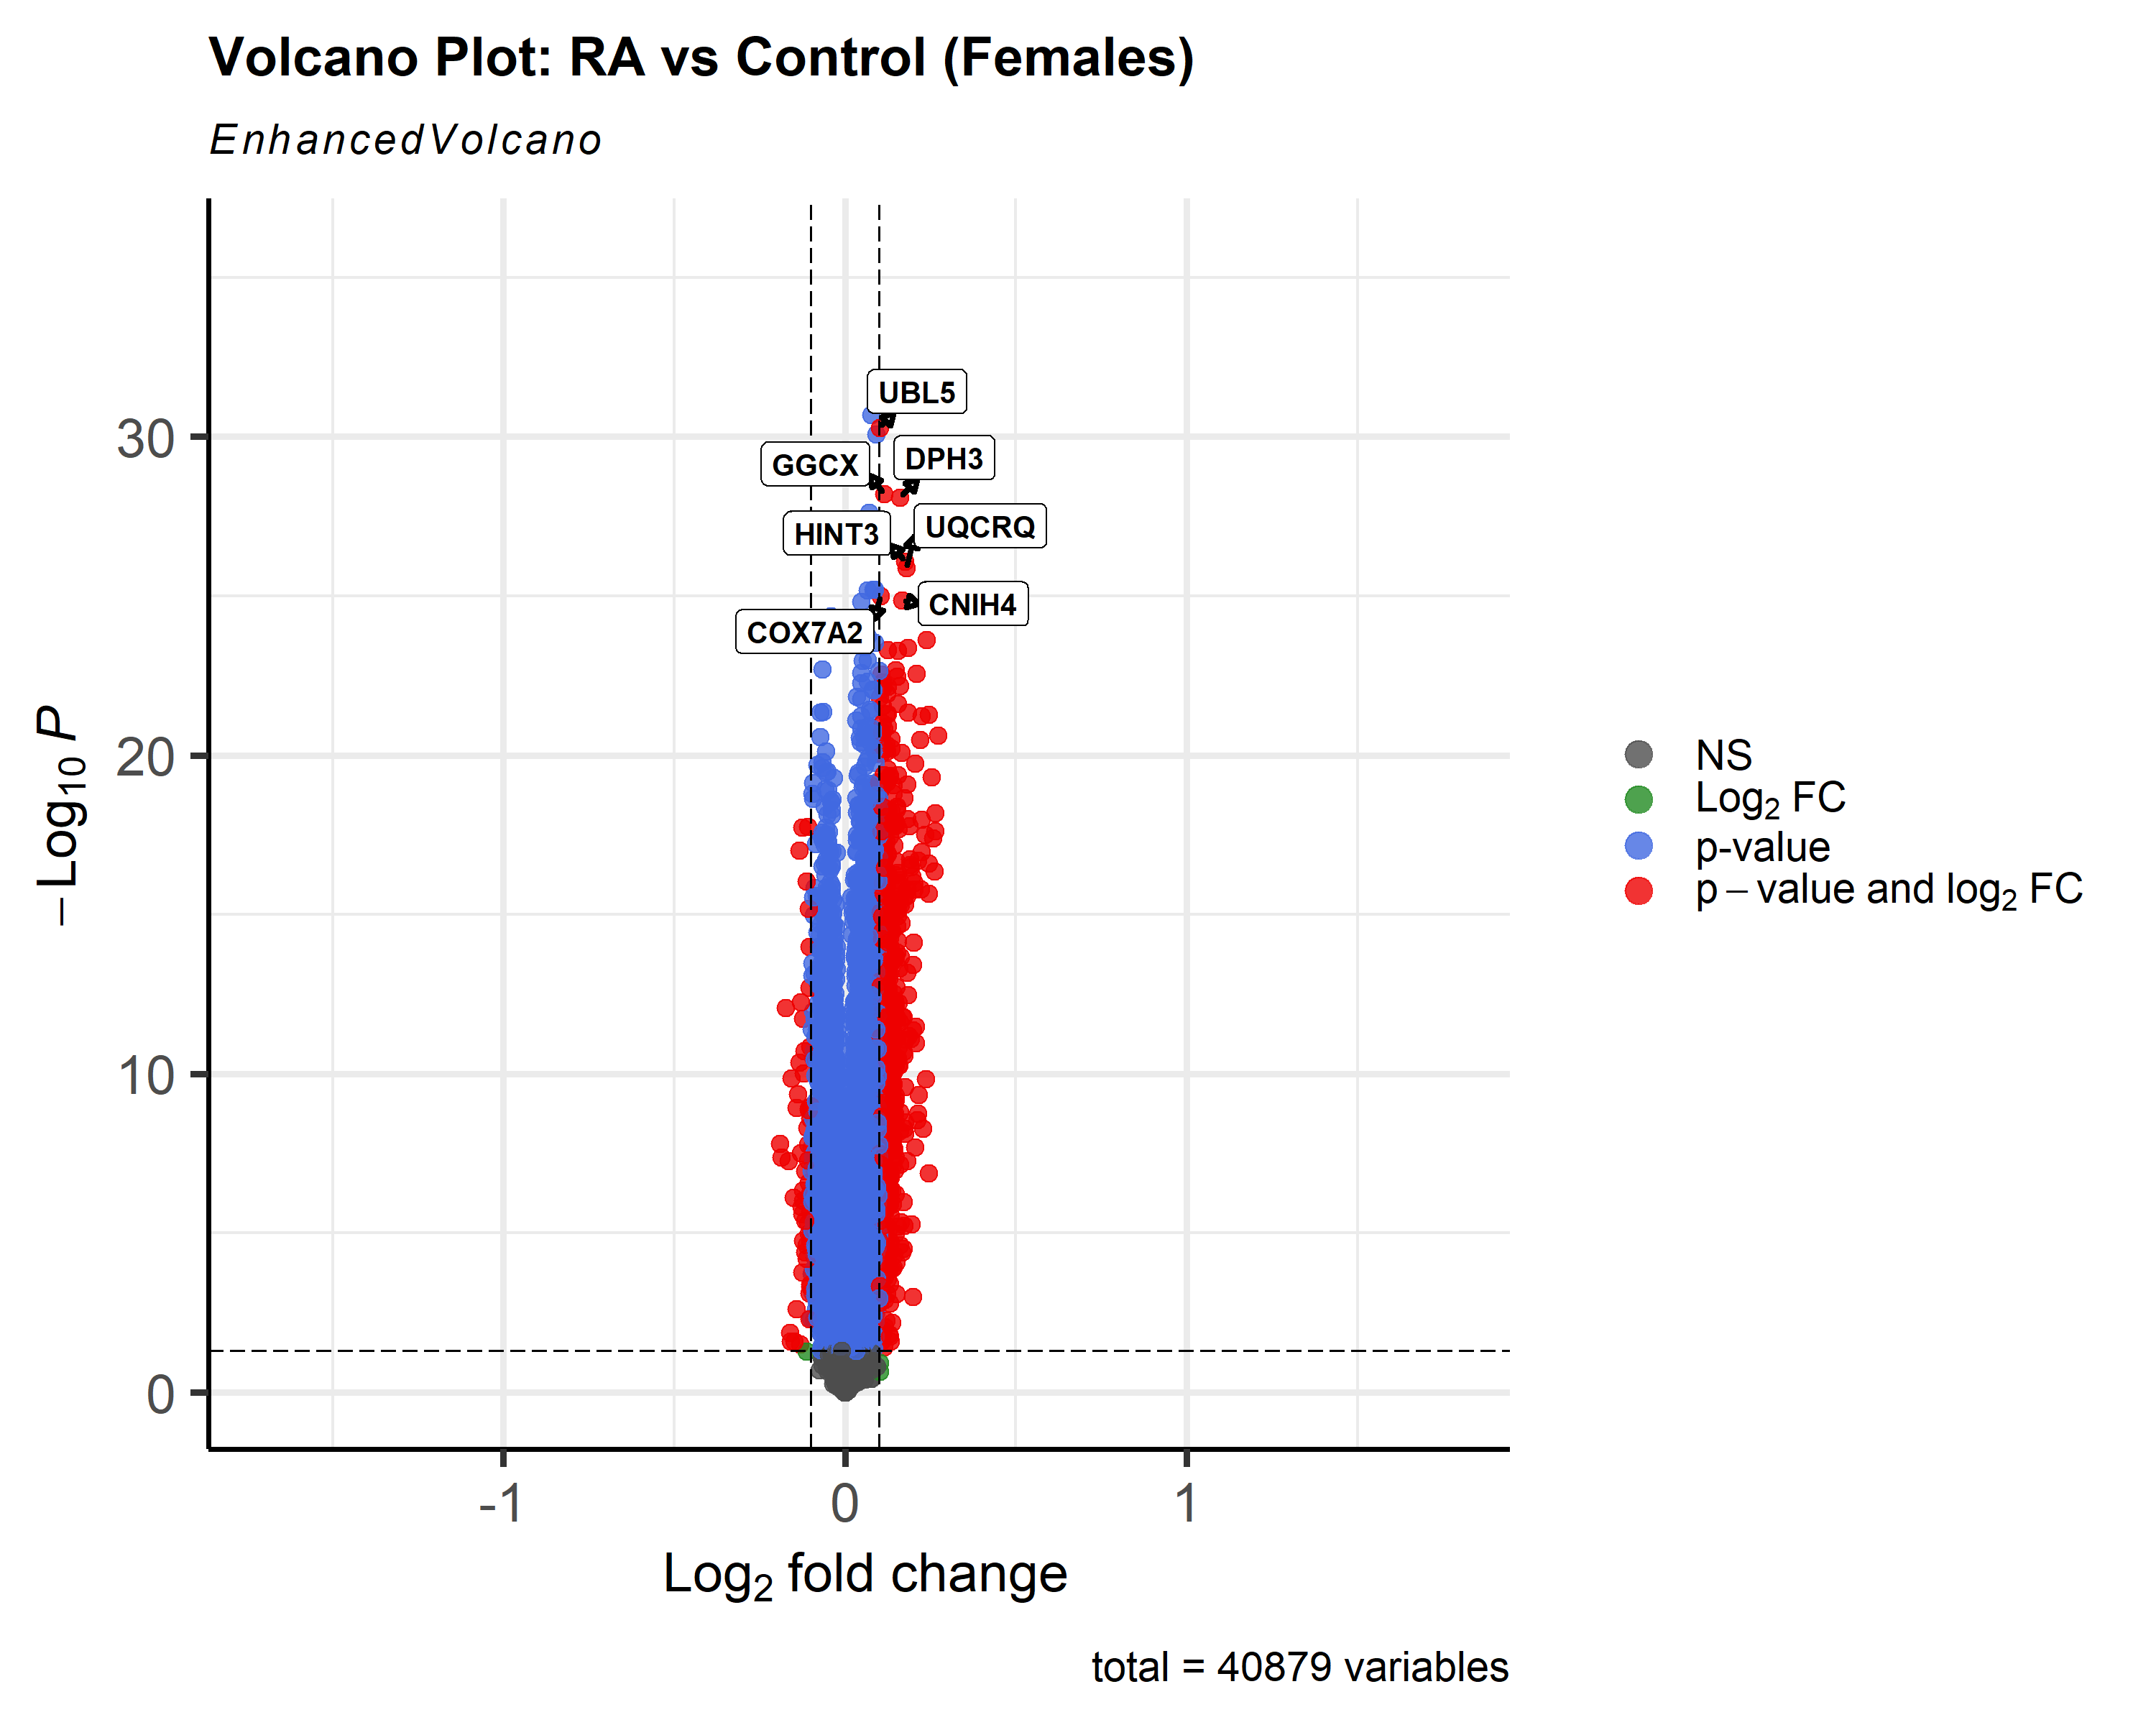 Volcano Plot: RA vs Control (Females)
EnhancedVolcano
UBL5
GGCX
DPH3
HINT3
UQCRQ
CNIH4
COX7A2
30
20
10
0
−Log₁₀ P
-1
0
1
Log₂ fold change
NS
Log₂ FC
p-value
p − value and log₂ FC
total = 40879 variables